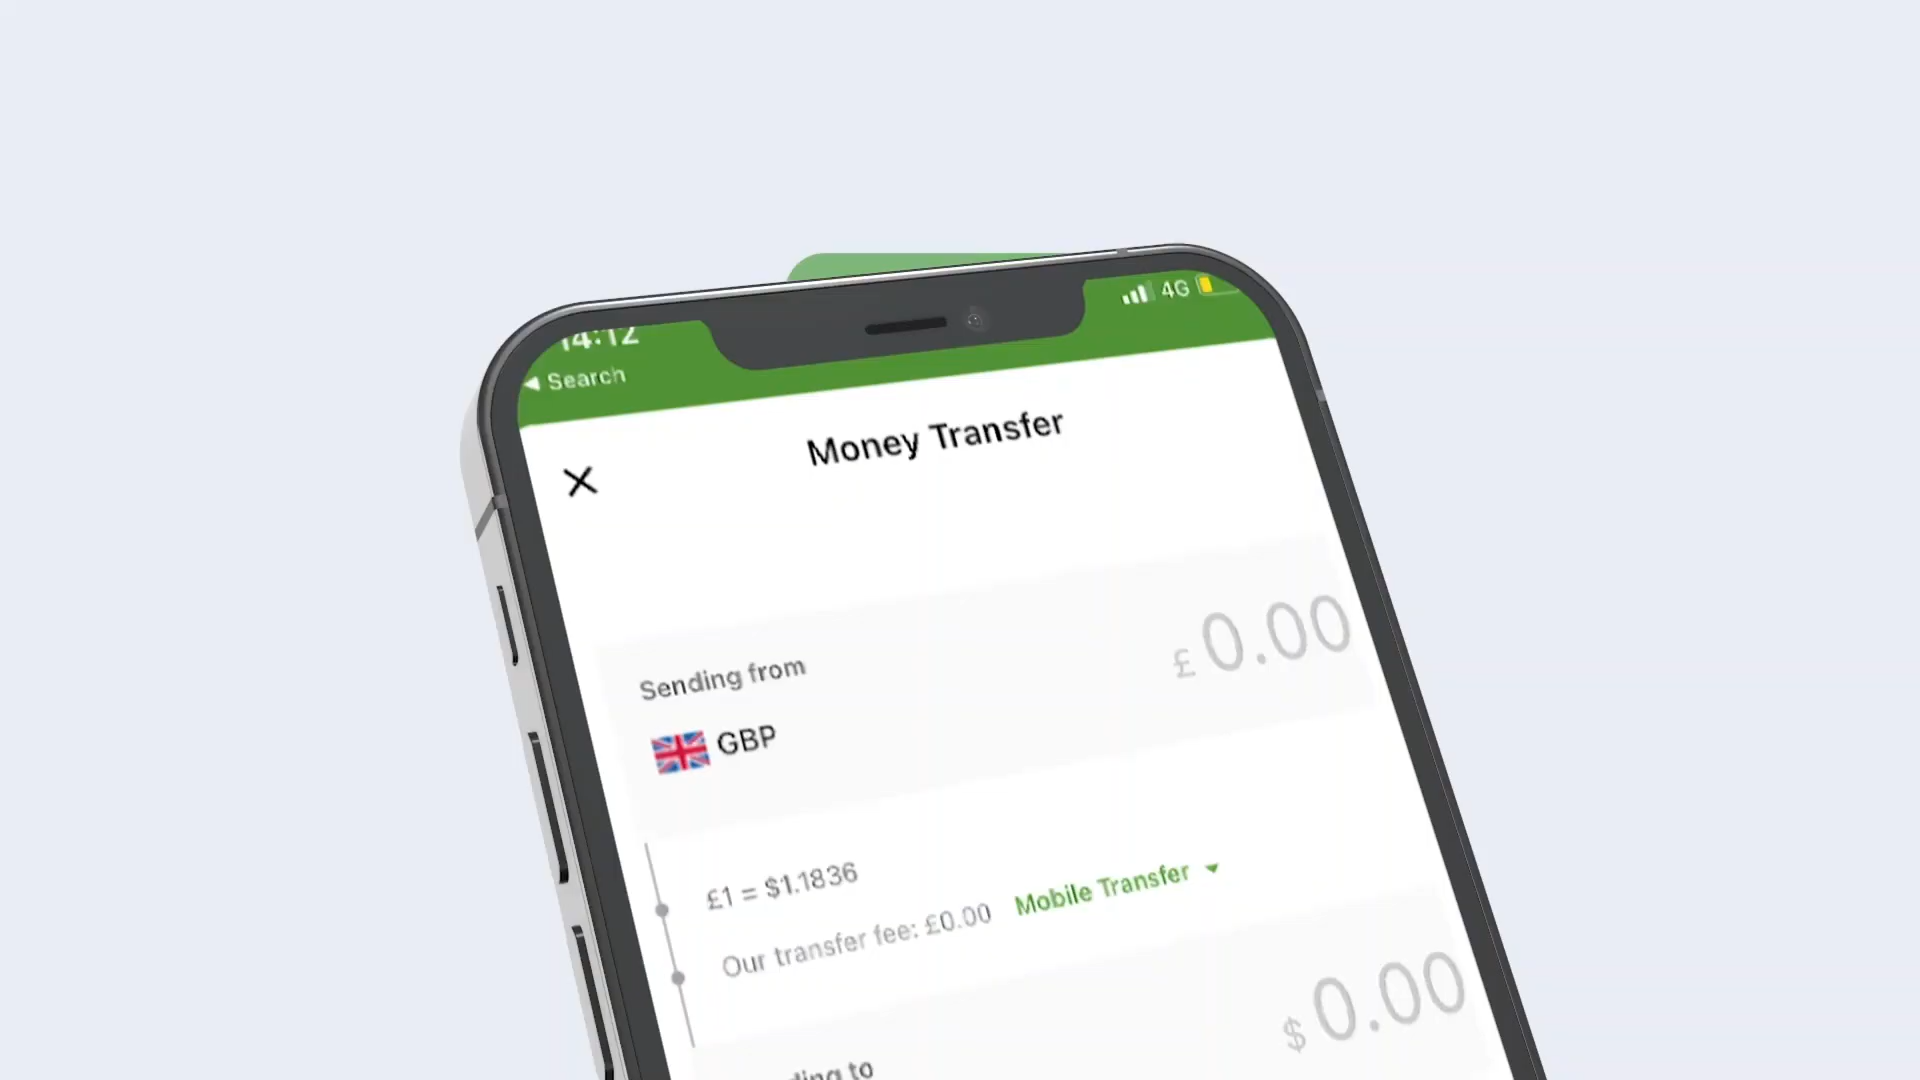 14:12
4G
◀ Search
Money Transfer
Sending from
£ 0.00
GBP
£1 = $1.1836
Our transfer fee: £0.00 Mobile Transfer
$ 0.00
to